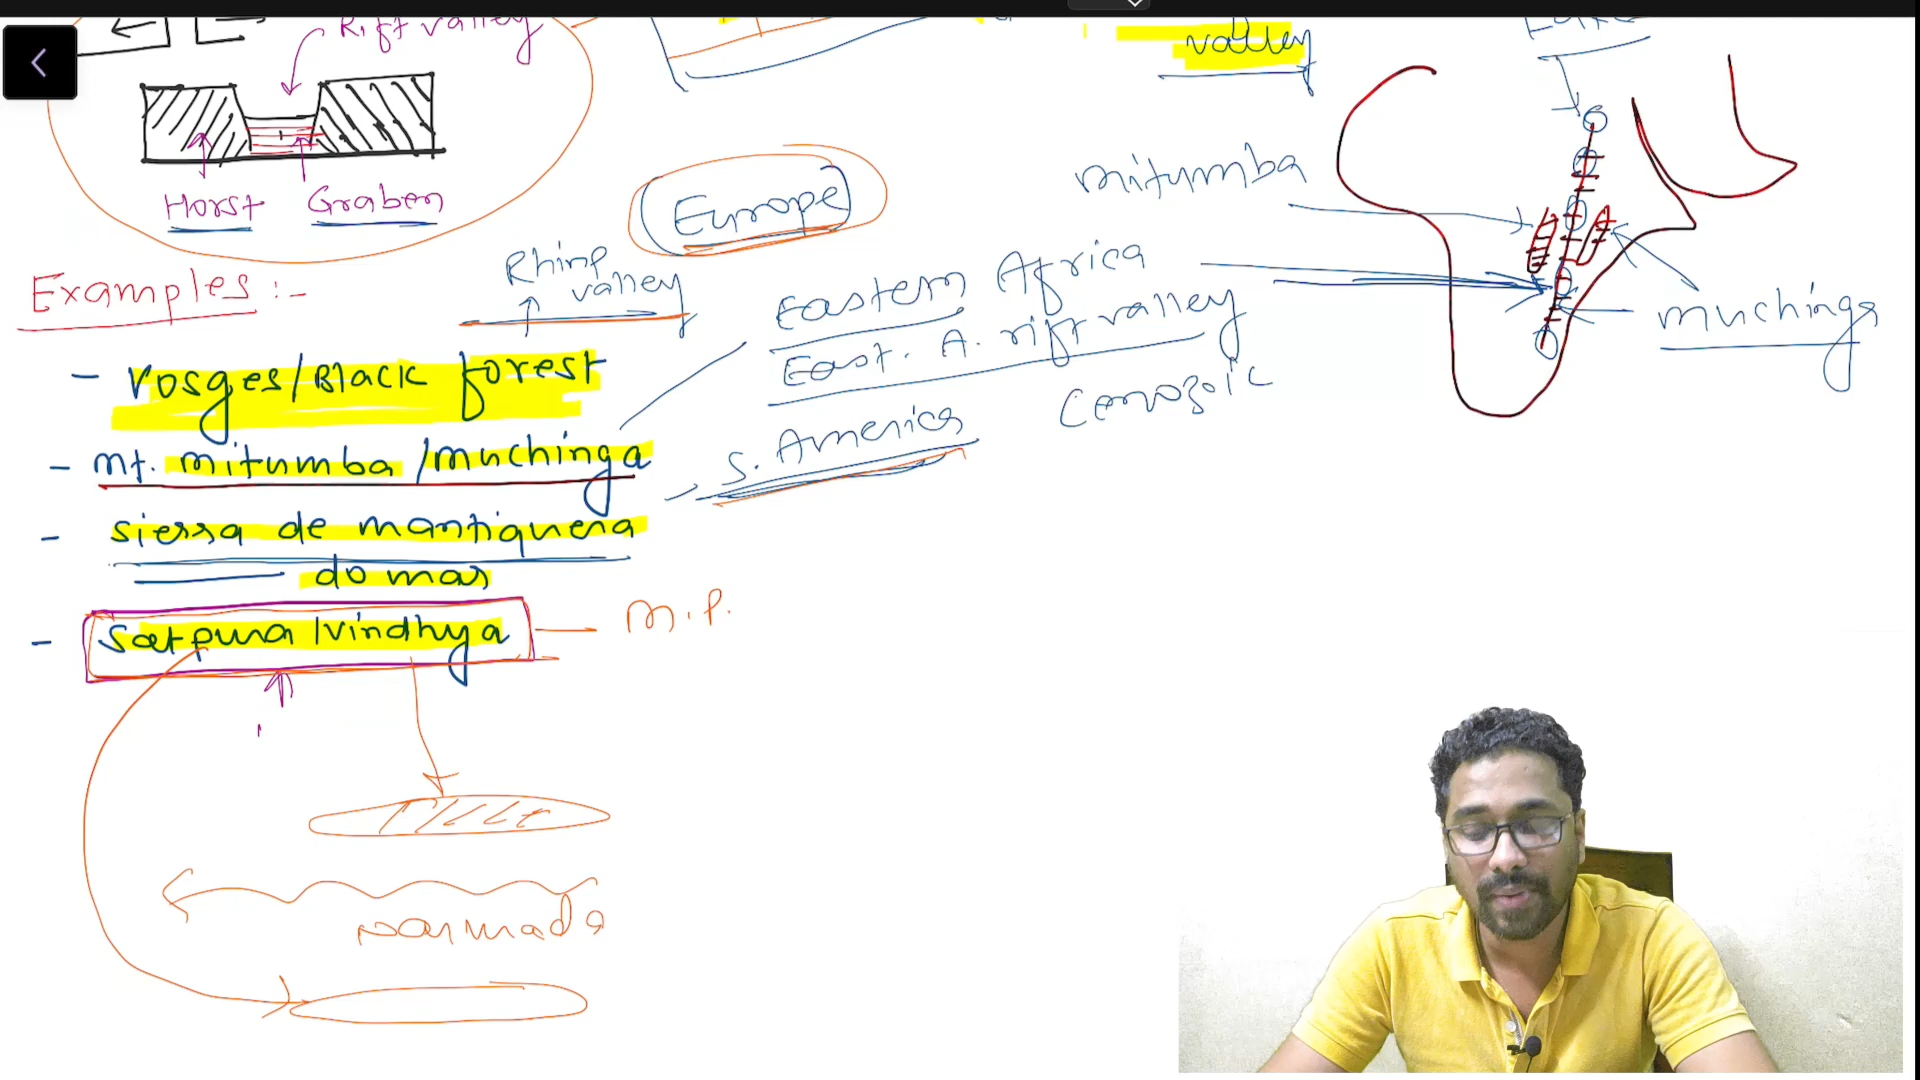 Rift valley
valley
Horst Graben
Europe
mitumba
Rhine
valley
Examples :-
Eastern Africa
East. A. rift valley
muchinga
- Vosges/Black forest
Cenozoic
- mt. mitumba /muchinga
S. America
- sierra de mantiquera
do mar
- Satpura /vindhya
M.P.
Narmada